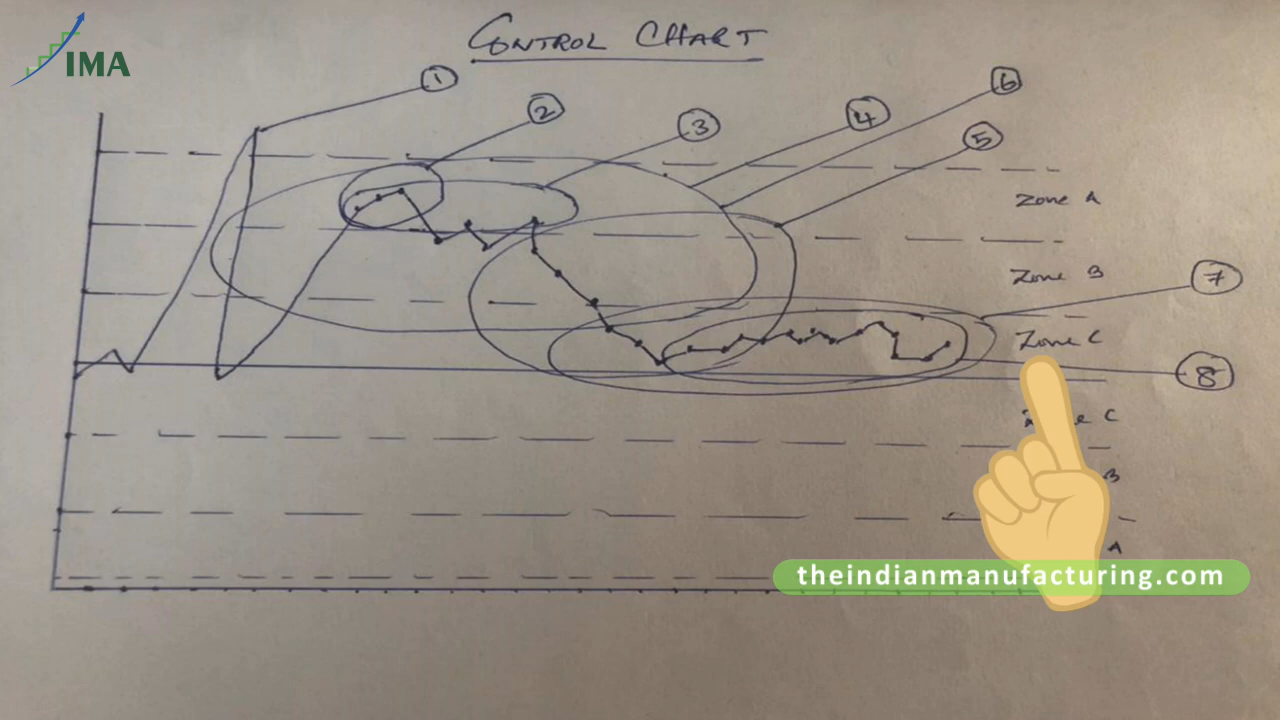 IMA
CONTROL CHART
1
2
3
4
6
5
Zone A
Zone B
7
Zone C
8
C
B
A
theindianmanufacturing.com